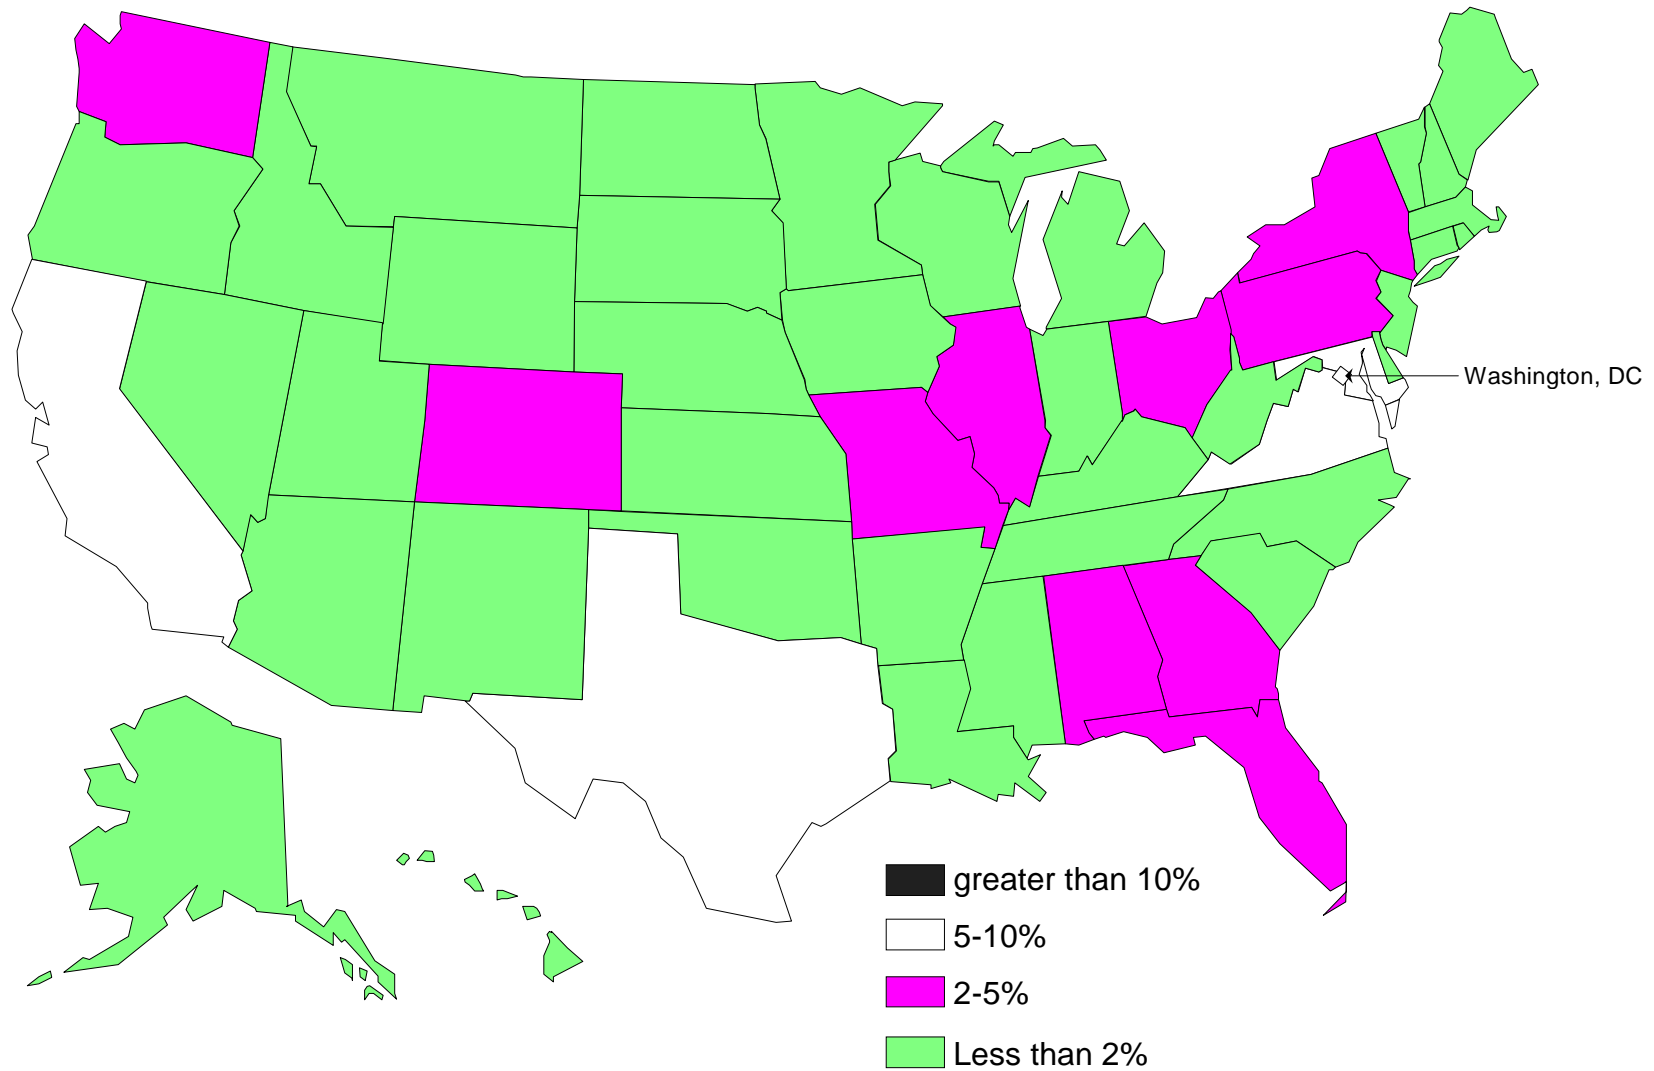 Washington, DC
greater than 10%
5-10%
2-5%
Less than 2%